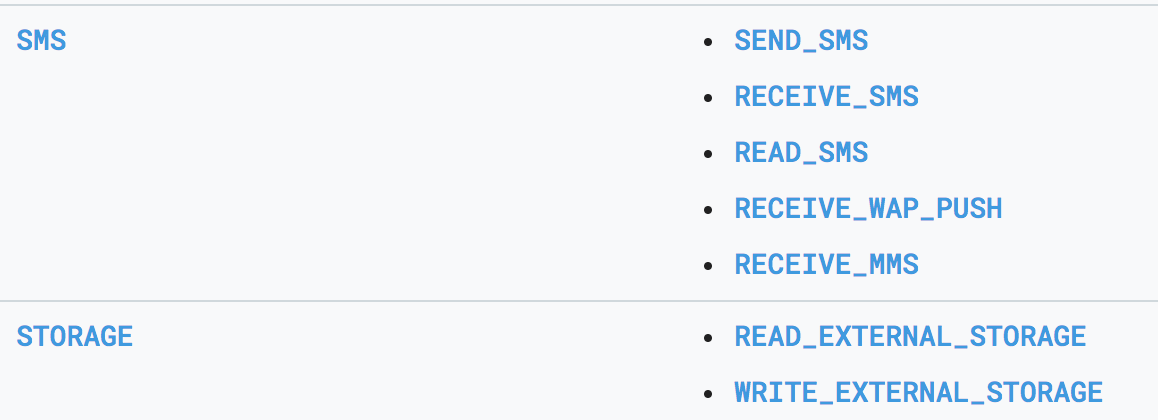 SMS
SEND_SMS
RECEIVE_SMS
READ_SMS
RECEIVE_WAP_PUSH
RECEIVE_MMS
STORAGE
READ_EXTERNAL_STORAGE
WRITE_EXTERNAL_STORAGE